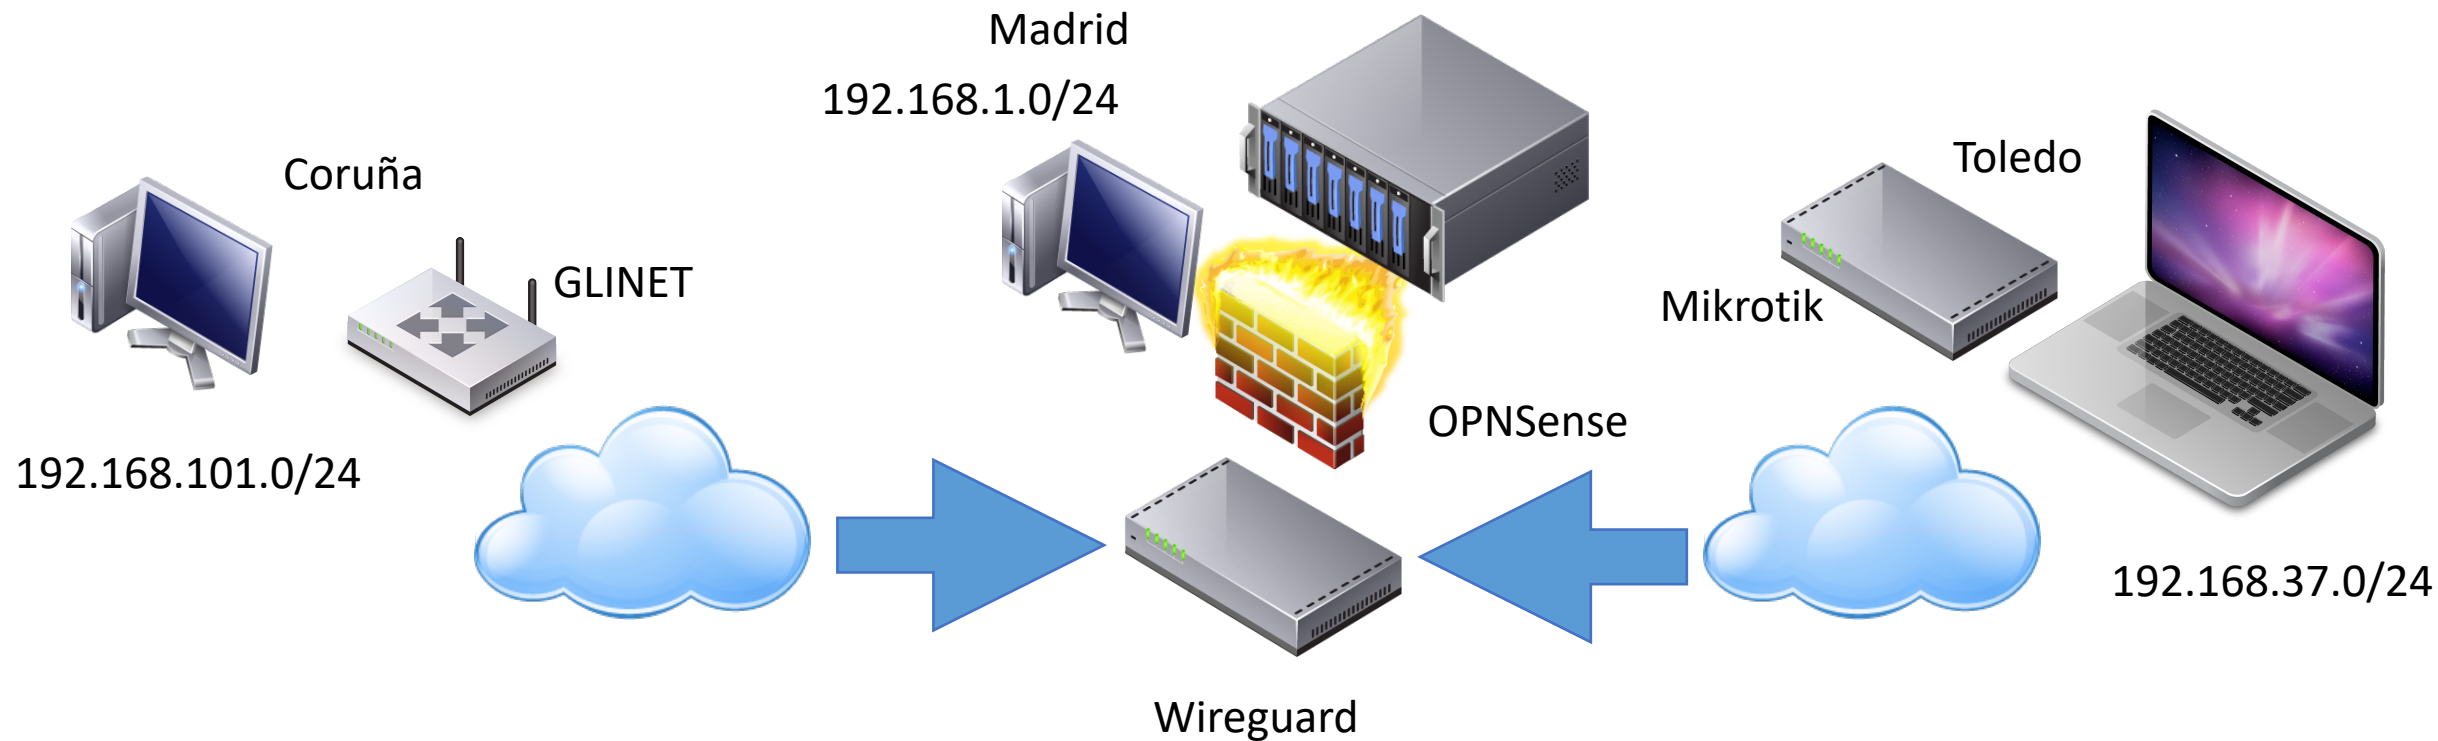 Madrid
192.168.1.0/24
Coruña
GLINET
192.168.101.0/24
Toledo
Mikrotik
OPNSense
192.168.37.0/24
Wireguard